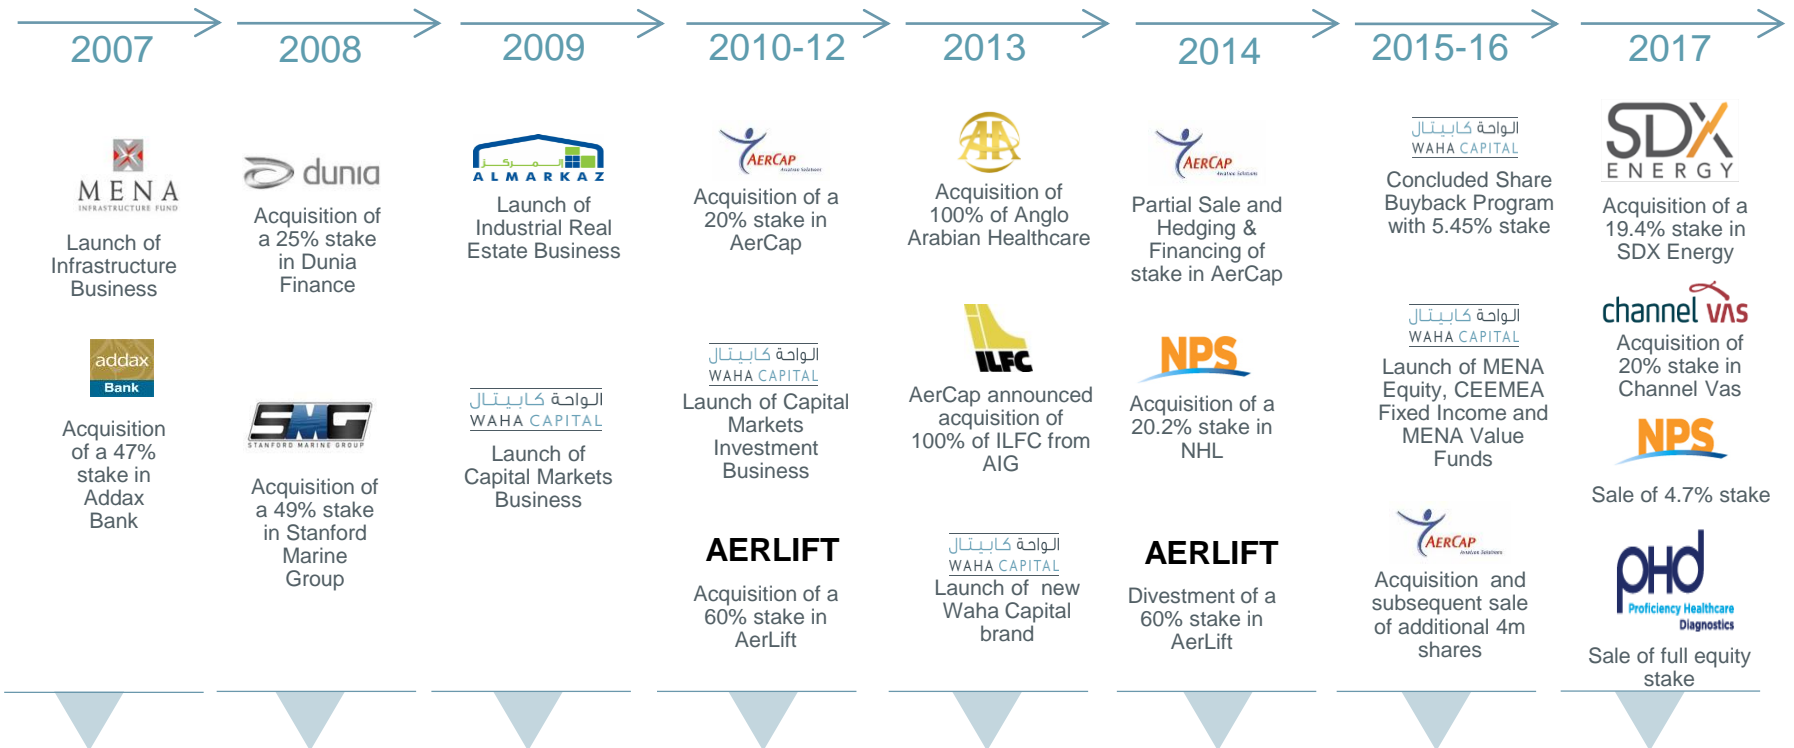 2007
2008
2009
2010-12
2013
2014
2015-16
2017
MENA
INFRASTRUCTURE FUND
Launch of
Infrastructure
Business
addax
Bank
Acquisition
of a 47%
stake in
Addax
Bank
dunia
Acquisition of
a 25% stake
in Dunia
Finance
SMG
STANFORD MARINE GROUP
Acquisition of
a 49% stake
in Stanford
Marine
Group
المركز
ALMARKAZ
Launch of
Industrial Real
Estate Business
الواحة كابيتال
WAHA CAPITAL
Launch of
Capital Markets
Business
AERCAP
Aviation Solutions
Acquisition of a
20% stake in
AerCap
الواحة كابيتال
WAHA CAPITAL
Launch of Capital
Markets
Investment
Business
AERLIFT
Acquisition of a
60% stake in
AerLift
AHA
Acquisition of
100% of Anglo
Arabian Healthcare
ILFC
AerCap announced
acquisition of
100% of ILFC from
AIG
الواحة كابيتال
WAHA CAPITAL
Launch of new
Waha Capital
brand
AERCAP
Aviation Solutions
Partial Sale and
Hedging &
Financing of
stake in AerCap
NPS
Acquisition of a
20.2% stake in
NHL
AERLIFT
Divestment of a
60% stake in
AerLift
الواحة كابيتال
WAHA CAPITAL
Concluded Share
Buyback Program
with 5.45% stake
الواحة كابيتال
WAHA CAPITAL
Launch of MENA
Equity, CEEMEA
Fixed Income and
MENA Value
Funds
AERCAP
Aviation Solutions
Acquisition and
subsequent sale
of additional 4m
shares
SDX
ENERGY
Acquisition of a
19.4% stake in
SDX Energy
channel VAS
Acquisition of
20% stake in
Channel Vas
NPS
Sale of 4.7% stake
pHd
Proficiency Healthcare
Diagnostics
Sale of full equity
stake